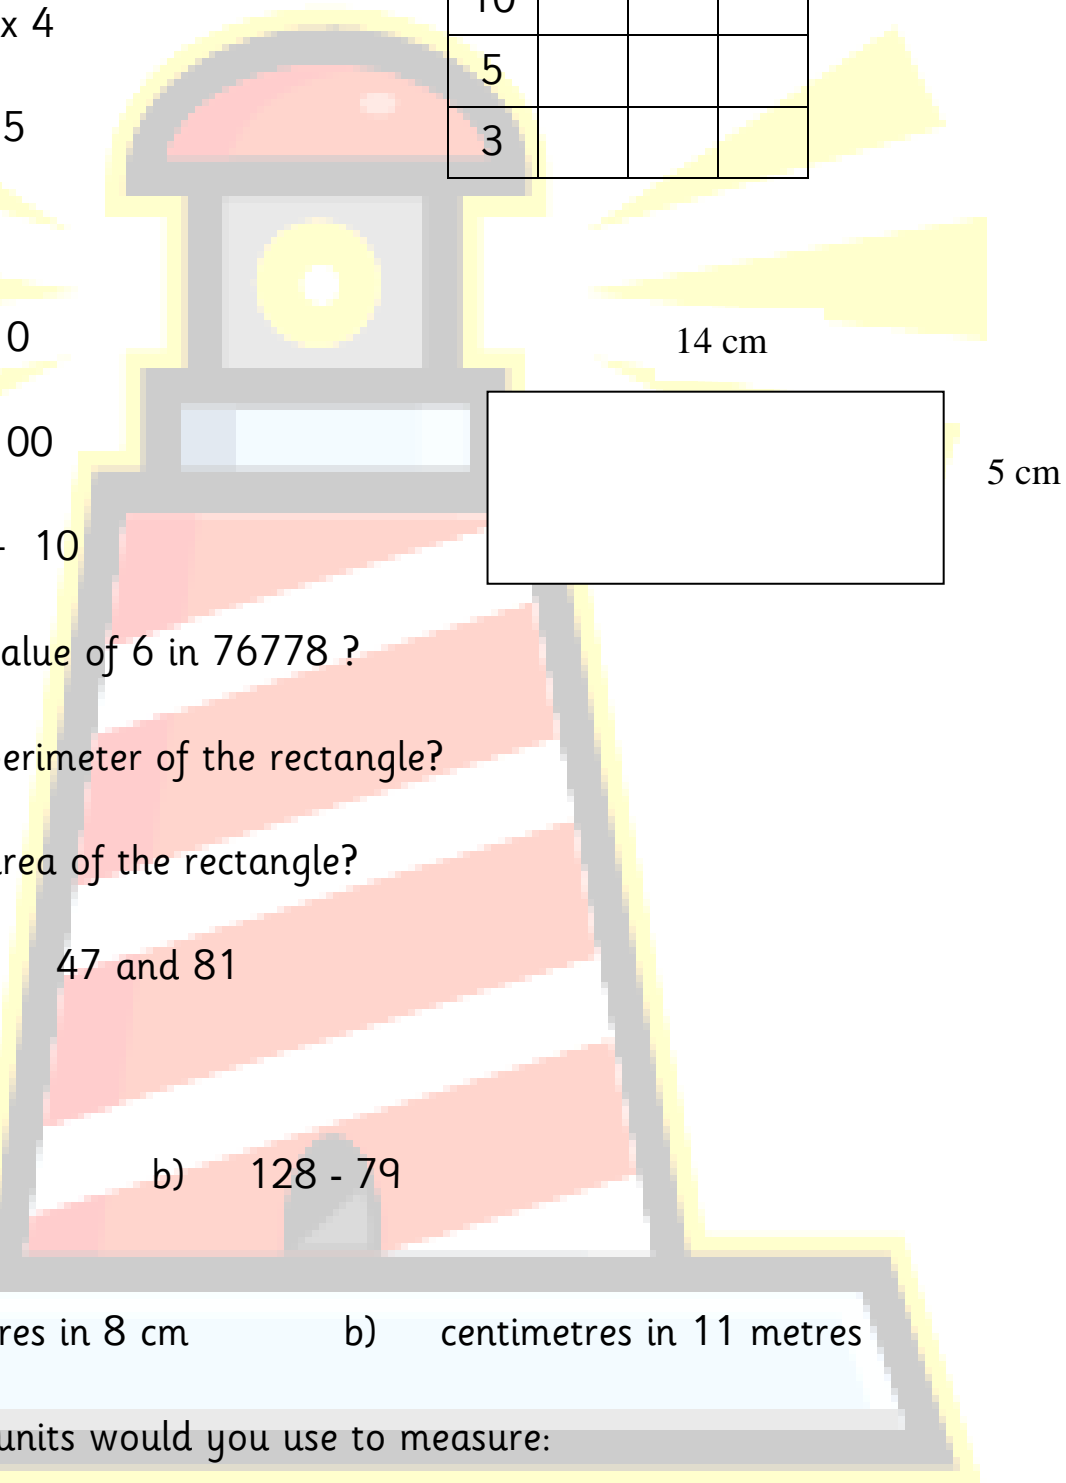 x 4
10
5
5
3
0
14 cm
00
5 cm
- 10
alue of 6 in 76778 ?
erimeter of the rectangle?
rea of the rectangle?
47 and 81
b) 128 - 79
res in 8 cm b) centimetres in 11 metres
units would you use to measure: